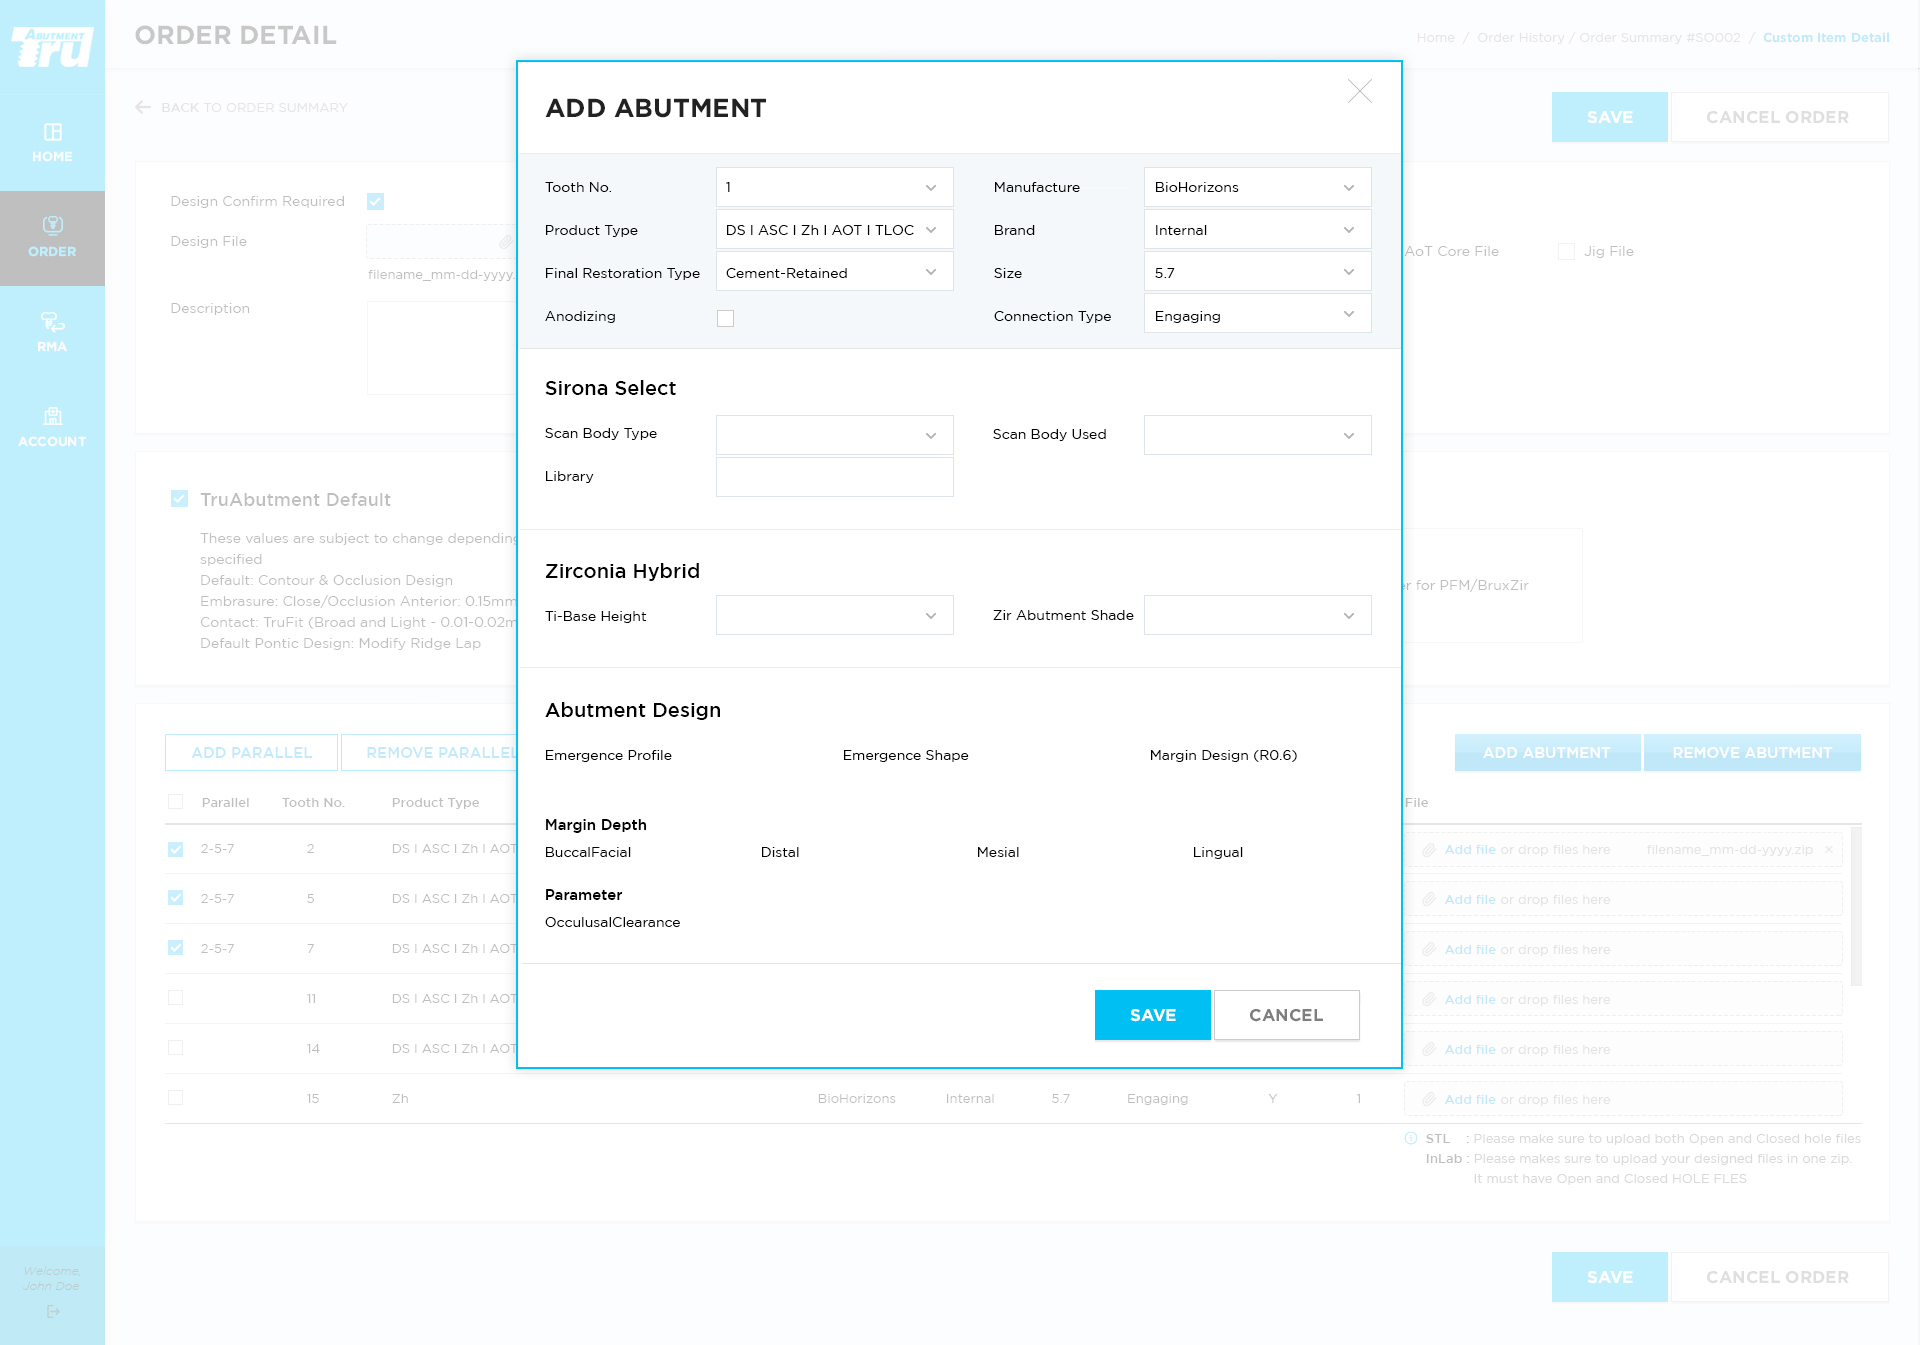 ABUTMENT
Tru
HOME
ORDER
RMA
ACCOUNT
Welcome,
John Doe
ORDER DETAIL
Home / Order History / Order Summary #SO002 / Custom Item Detail
BACK TO ORDER SUMMARY
SAVE
CANCEL ORDER
Design Confirm Required
Design File
filename_mm-dd-yyyy.
Description
AoT Core File
Jig File
TruAbutment Default
These values are subject to change depending
specified
Default: Contour & Occlusion Design
Embrasure: Close/Occlusion Anterior: 0.15mm
Contact: TruFit (Broad and Light - 0.01-0.02m
Default Pontic Design: Modify Ridge Lap
er for PFM/BruxZir
ADD PARALLEL
REMOVE PARALLEL
ADD ABUTMENT
REMOVE ABUTMENT
Parallel Tooth No. Product Type File
2-5-7 2 DS I ASC I Zh I AOT Add file or drop files here filename_mm-dd-yyyy.zip ×
2-5-7 5 DS I ASC I Zh I AOT Add file or drop files here
2-5-7 7 DS I ASC I Zh I AOT Add file or drop files here
11 DS I ASC I Zh I AOT Add file or drop files here
14 DS I ASC I Zh I AOT Add file or drop files here
15 Zh BioHorizons Internal 5.7 Engaging Y 1 Add file or drop files here
STL : Please make sure to upload both Open and Closed hole files
InLab : Please makes sure to upload your designed files in one zip.
It must have Open and Closed HOLE FLES
SAVE
CANCEL ORDER
ADD ABUTMENT
Tooth No. 1 Manufacture BioHorizons
Product Type DS I ASC I Zh I AOT I TLOC Brand Internal
Final Restoration Type Cement-Retained Size 5.7
Anodizing Connection Type Engaging
Sirona Select
Scan Body Type Scan Body Used
Library
Zirconia Hybrid
Ti-Base Height Zir Abutment Shade
Abutment Design
Emergence Profile Emergence Shape Margin Design (R0.6)
Margin Depth
BuccalFacial Distal Mesial Lingual
Parameter
OcculusalClearance
SAVE
CANCEL